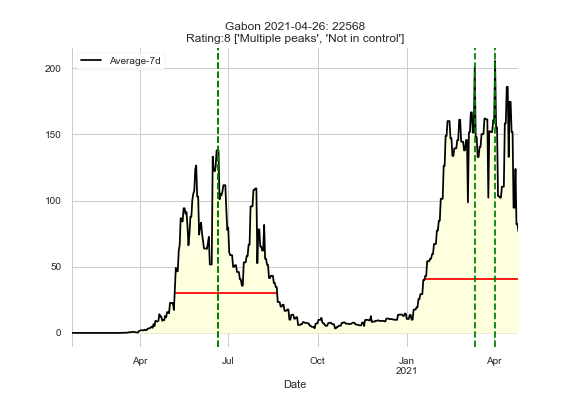 Gabon 2021-04-26: 22568
Rating:8 ['Multiple peaks', 'Not in control']
Average-7d
200
150
100
50
0
Apr
Jul
Oct
Jan
2021
Apr
Date